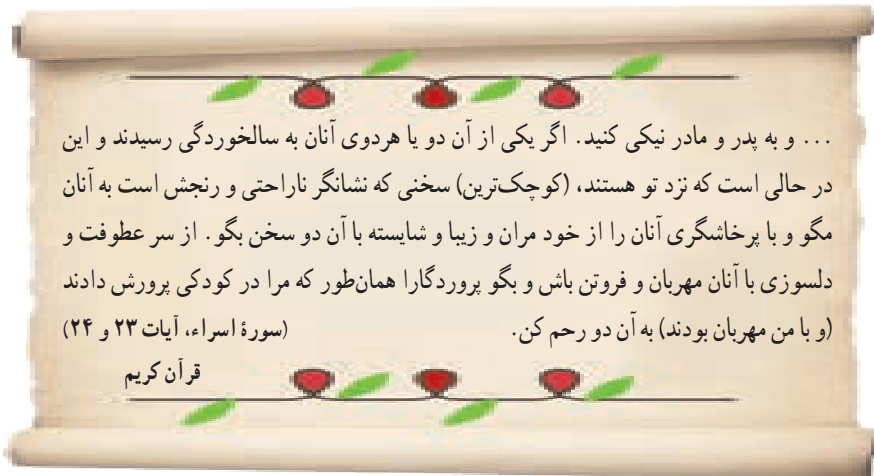 ... و به پدر و مادر نیکی کنید. اگر یکی از آن دو یا هردوی آنان به سالخوردگی رسیدند و این
در حالی است که نزد تو هستند، (کوچک‌ترین) سخنی که نشانگر ناراحتی و رنجش است به آنان
مگو و با پرخاشگری آنان را از خود مران و زیبا و شایسته با آن دو سخن بگو. از سر عطوفت و
دلسوزی با آنان مهربان و فروتن باش و بگو پروردگارا همان‌طور که مرا در کودکی پرورش دادند
(و با من مهربان بودند) به آن دو رحم کن. (سورهٔ اسراء، آیات ۲۳ و ۲۴)
قرآن کریم